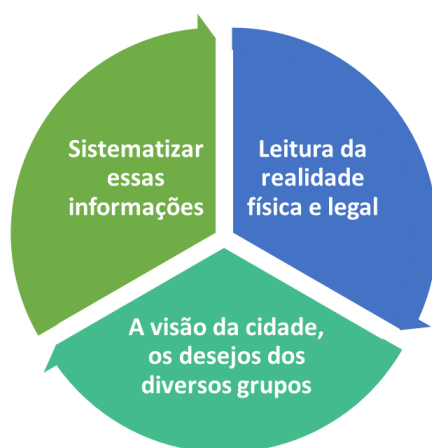 Sistematizar
essas
informações
Leitura da
realidade
física e legal
A visão da cidade,
os desejos dos
diversos grupos